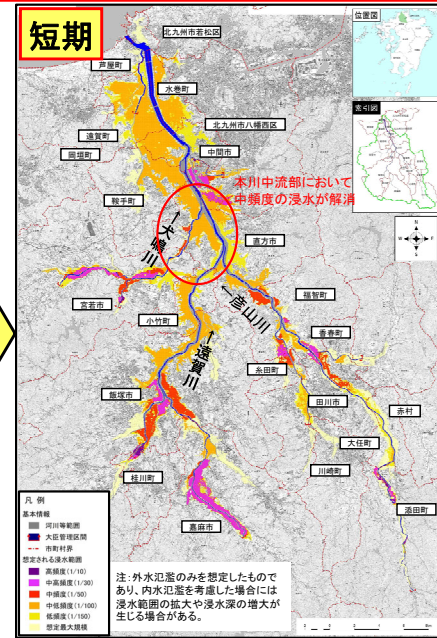 短期
位置図
北九州市若松区
芦屋町
水巻町
索引図
遠賀町
北九州市八幡西区
岡垣町
中間市
本川中流部において
中頻度の浸水が解消
鞍手町
←犬鳴川
直方市
宮若市
←彦山川
福智町
小竹町
香春町
←遠賀川
糸田町
飯塚市
田川市
赤村
大任町
桂川町
川崎町
添田町
嘉麻市
凡 例
基本情報
河川等範囲
大臣管理区間
市町村界
想定される浸水範囲
高頻度(1/10)
中高頻度(1/30)
中頻度(1/50)
中低頻度(1/100)
低頻度(1/150)
想定最大規模
注:外水氾濫のみを想定したもので
あり、内水氾濫を考慮した場合には
浸水範囲の拡大や浸水深の増大が
生じる場合がある。